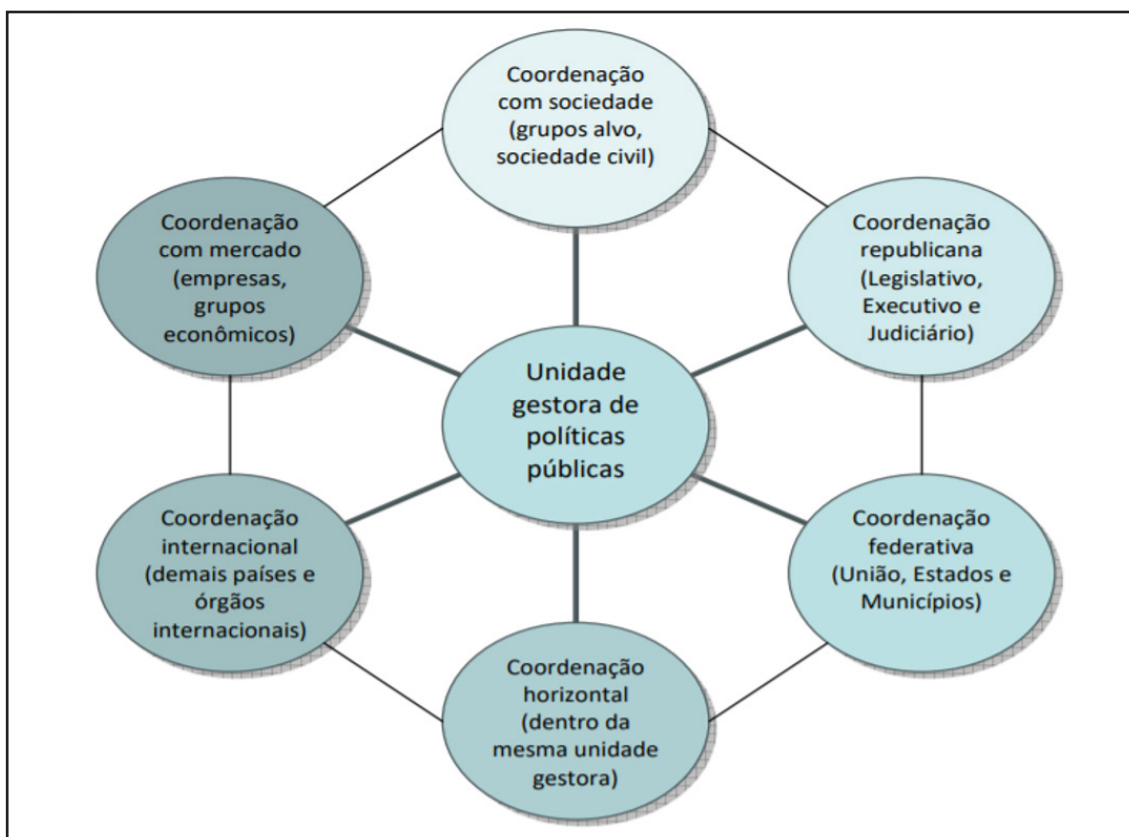 Coordenação
com sociedade
(grupos alvo,
sociedade civil)
Coordenação
com mercado
(empresas,
grupos
econômicos)
Coordenação
republicana
(Legislativo,
Executivo e
Judiciário)
Unidade
gestora de
políticas
públicas
Coordenação
internacional
(demais países e
órgãos
internacionais)
Coordenação
federativa
(União, Estados e
Municípios)
Coordenação
horizontal
(dentro da
mesma unidade
gestora)